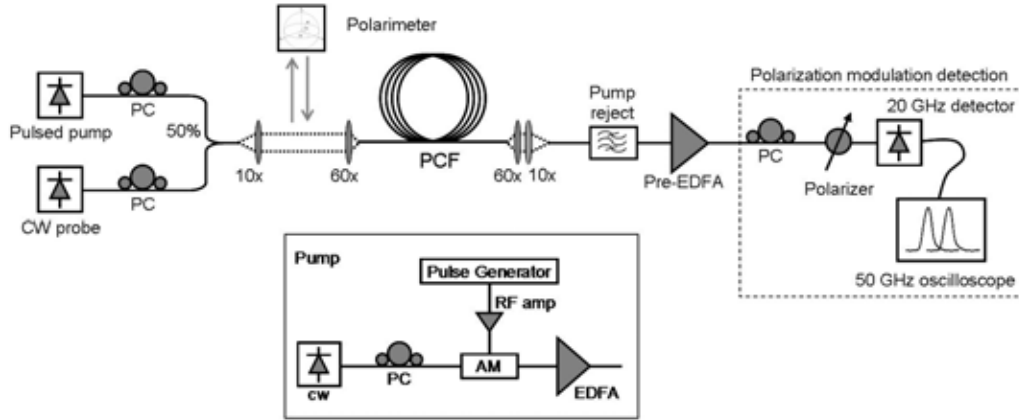 Polarimeter
PC
Pulsed pump
50%
PC
CW probe
10x
60x
PCF
60x
10x
Pump
reject
Pre-EDFA
Polarization modulation detection
20 GHz detector
PC
Polarizer
50 GHz oscilloscope
Pump
Pulse Generator
RF amp
PC
AM
cw
EDFA